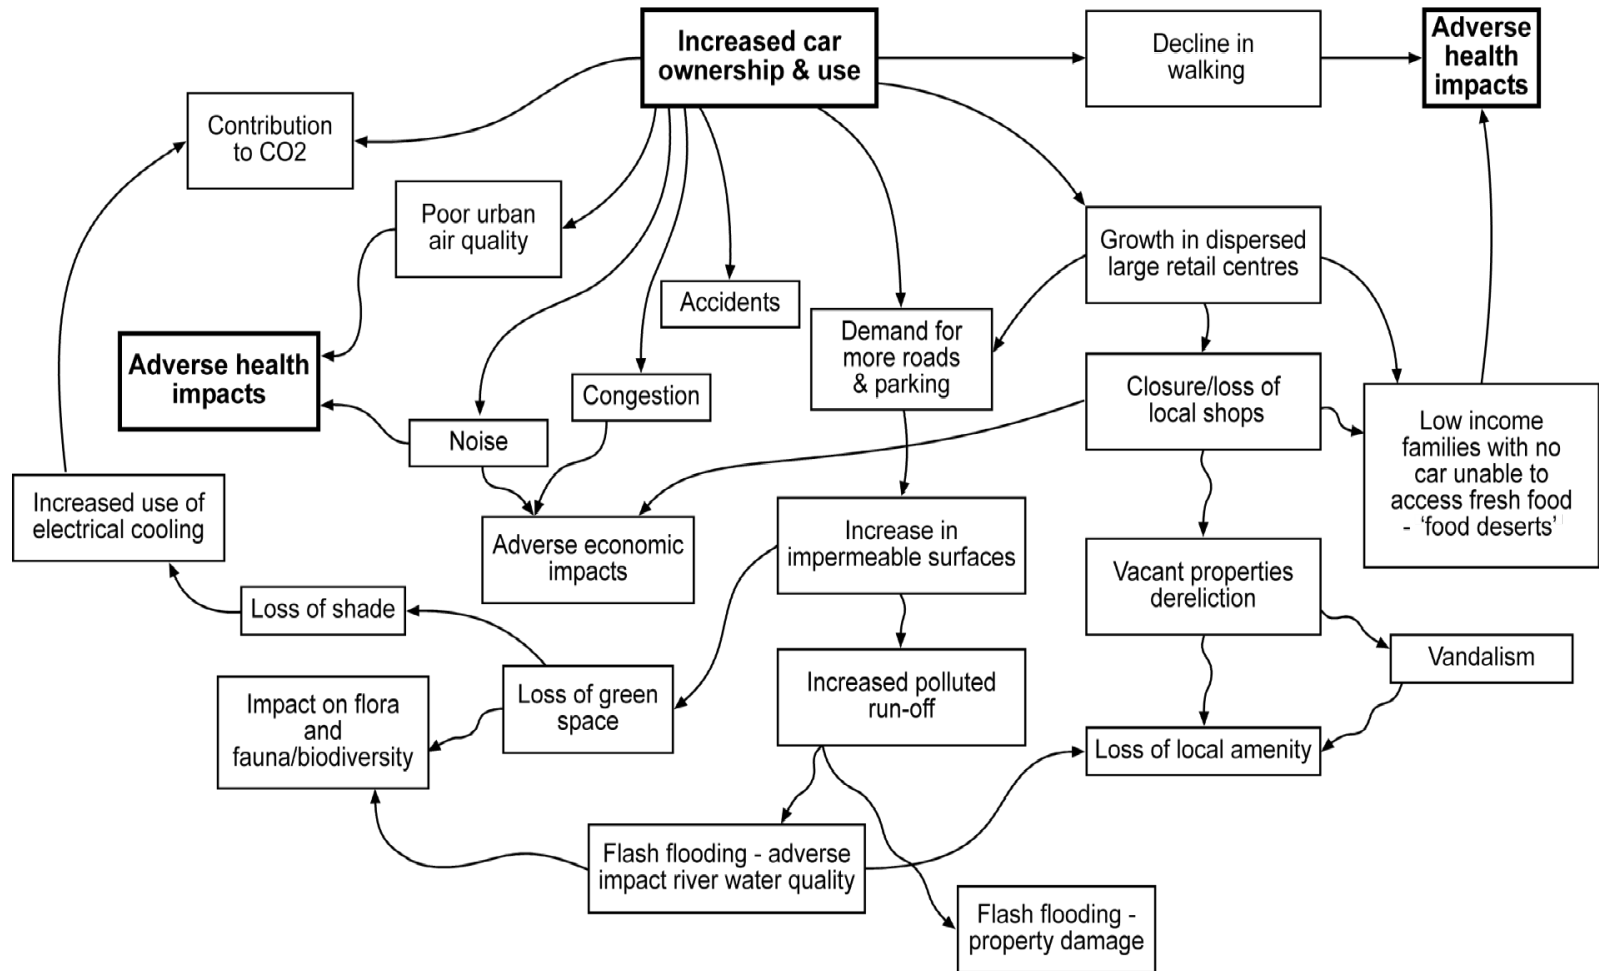 Increased car
ownership & use
Decline in
walking
Adverse
health
impacts
Contribution
to CO2
Poor urban
air quality
Growth in dispersed
large retail centres
Accidents
Demand for
more roads
& parking
Adverse health
impacts
Congestion
Closure/loss of
local shops
Noise
Low income
families with no
car unable to
access fresh food
- ‘food deserts’
Increased use of
electrical cooling
Adverse economic
impacts
Increase in
impermeable surfaces
Vacant properties
dereliction
Loss of shade
Vandalism
Loss of green
space
Increased polluted
run-off
Impact on flora
and
fauna/biodiversity
Loss of local amenity
Flash flooding - adverse
impact river water quality
Flash flooding -
property damage